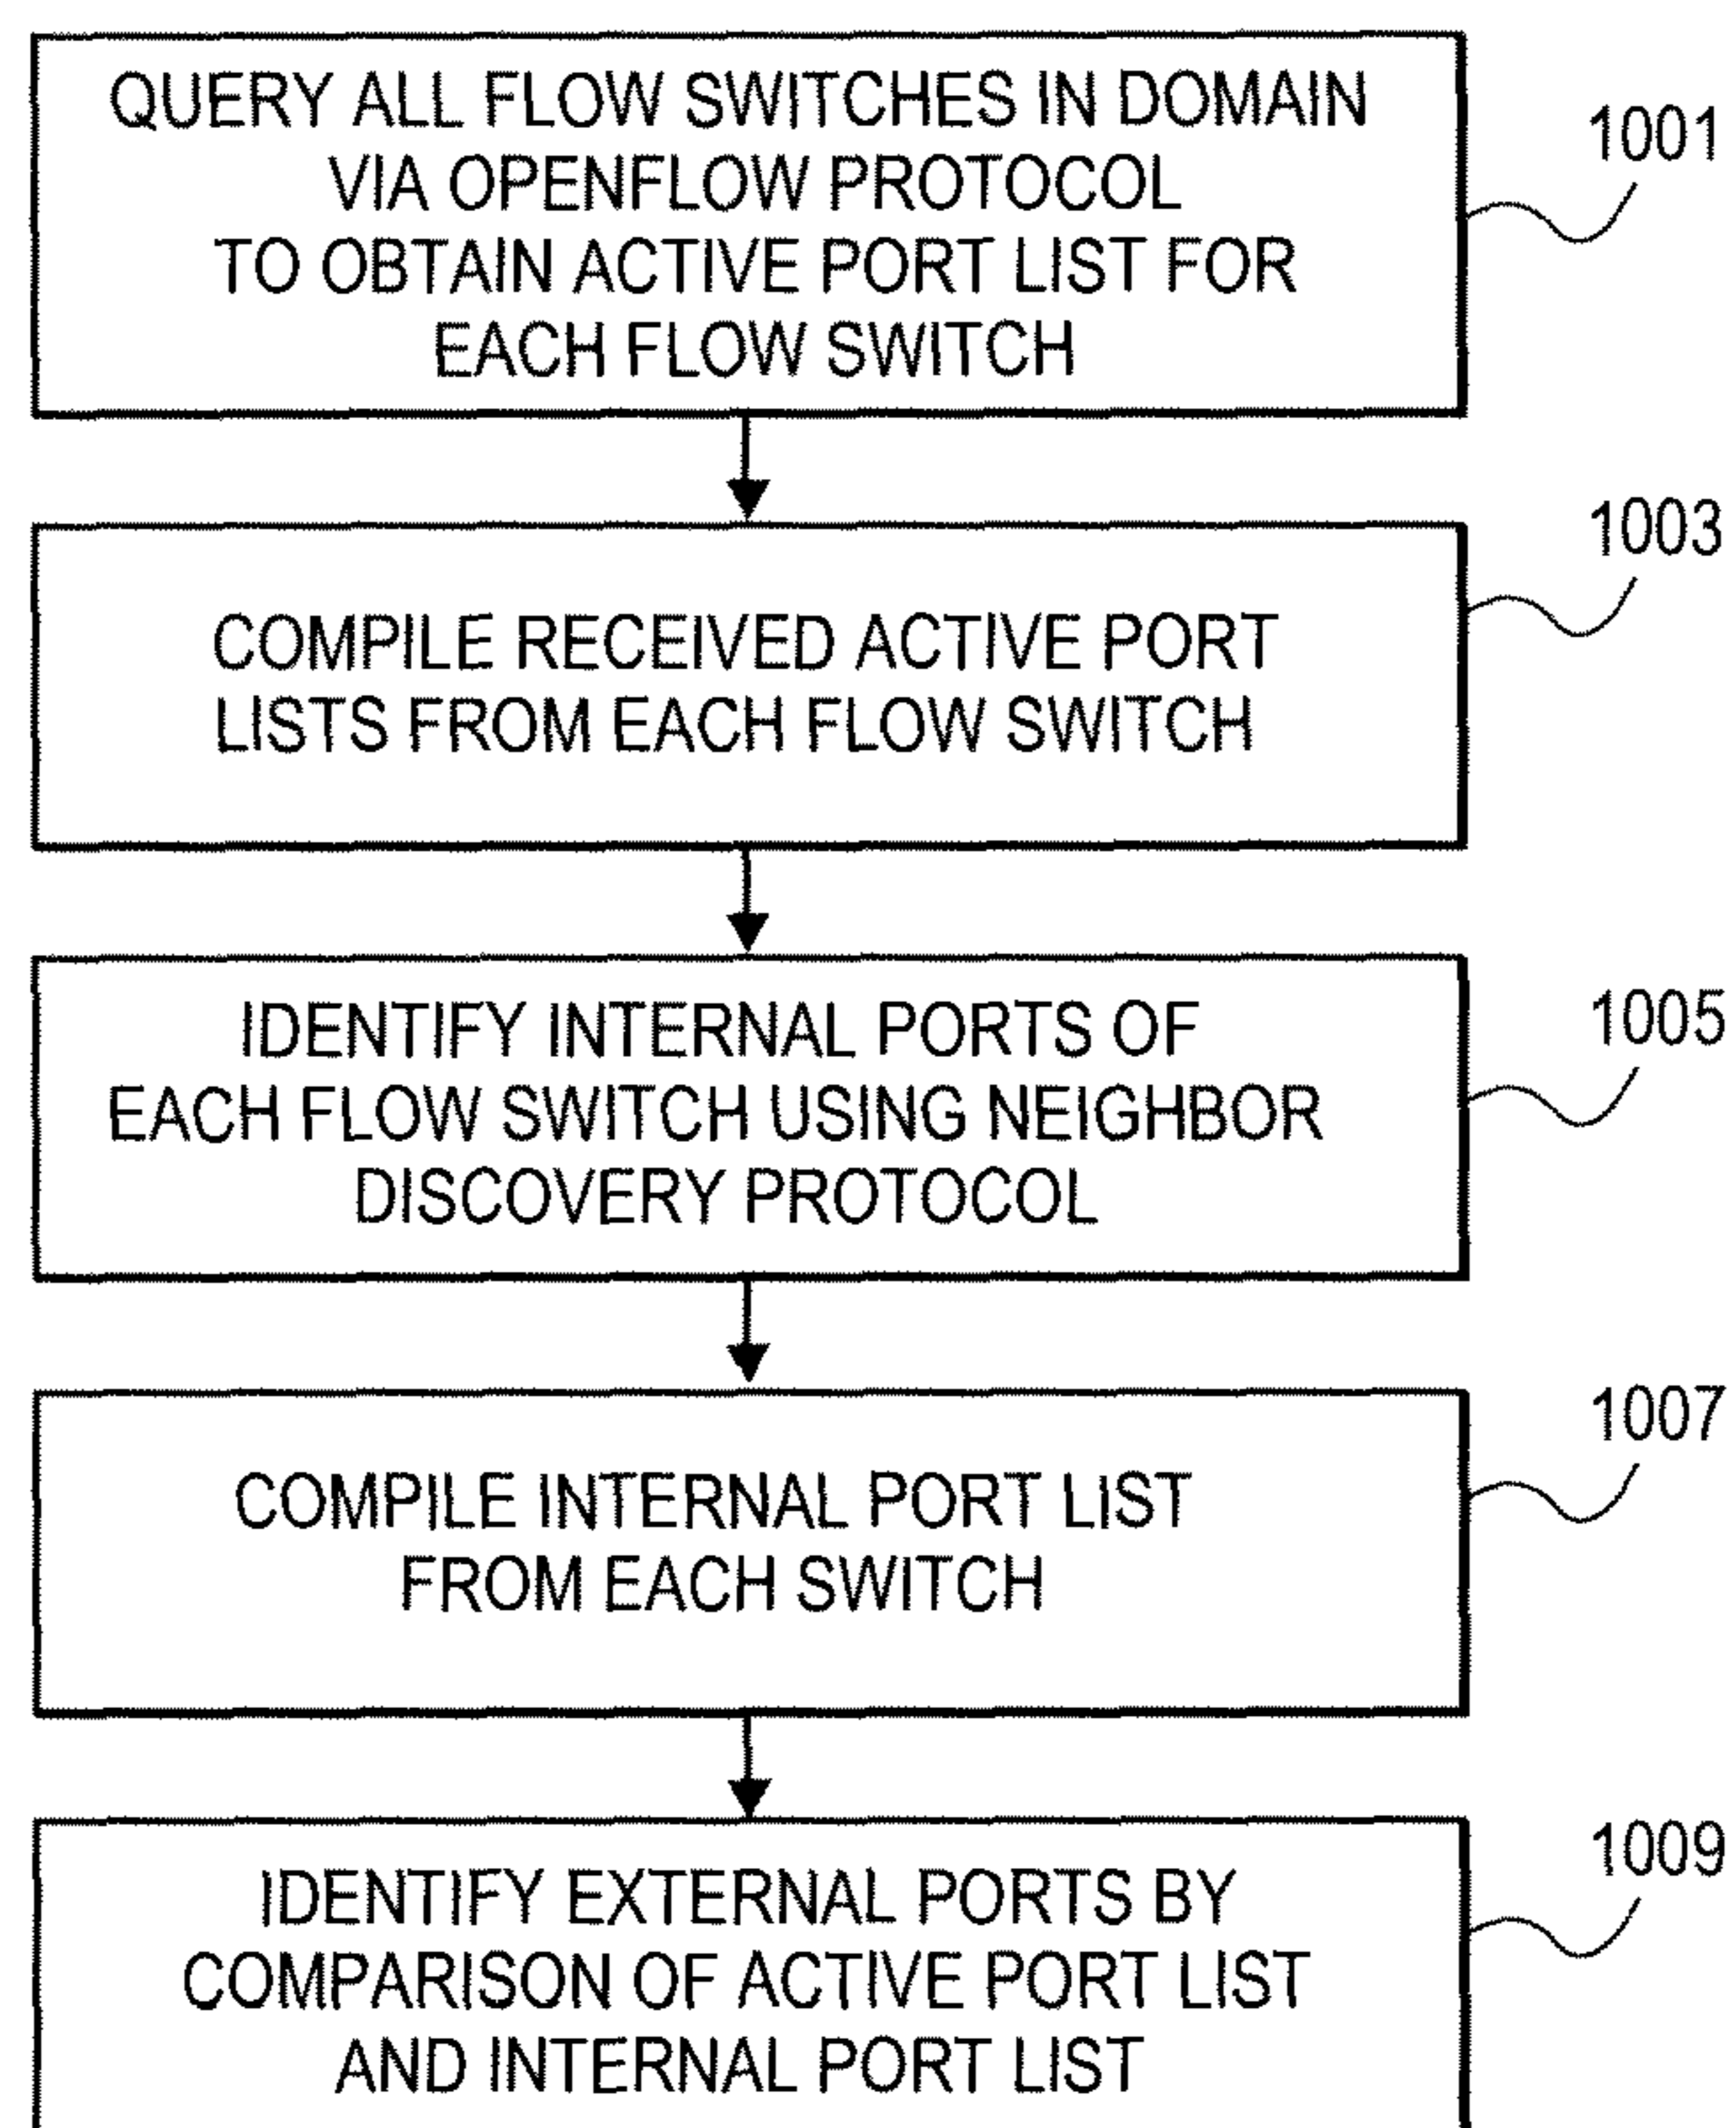 QUERY ALL FLOW SWITCHES IN DOMAIN
VIA OPENFLOW PROTOCOL
TO OBTAIN ACTIVE PORT LIST FOR
EACH FLOW SWITCH
1001
COMPILE RECEIVED ACTIVE PORT
LISTS FROM EACH FLOW SWITCH
1003
IDENTIFY INTERNAL PORTS OF
EACH FLOW SWITCH USING NEIGHBOR
DISCOVERY PROTOCOL
1005
COMPILE INTERNAL PORT LIST
FROM EACH SWITCH
1007
IDENTIFY EXTERNAL PORTS BY
COMPARISON OF ACTIVE PORT LIST
AND INTERNAL PORT LIST
1009